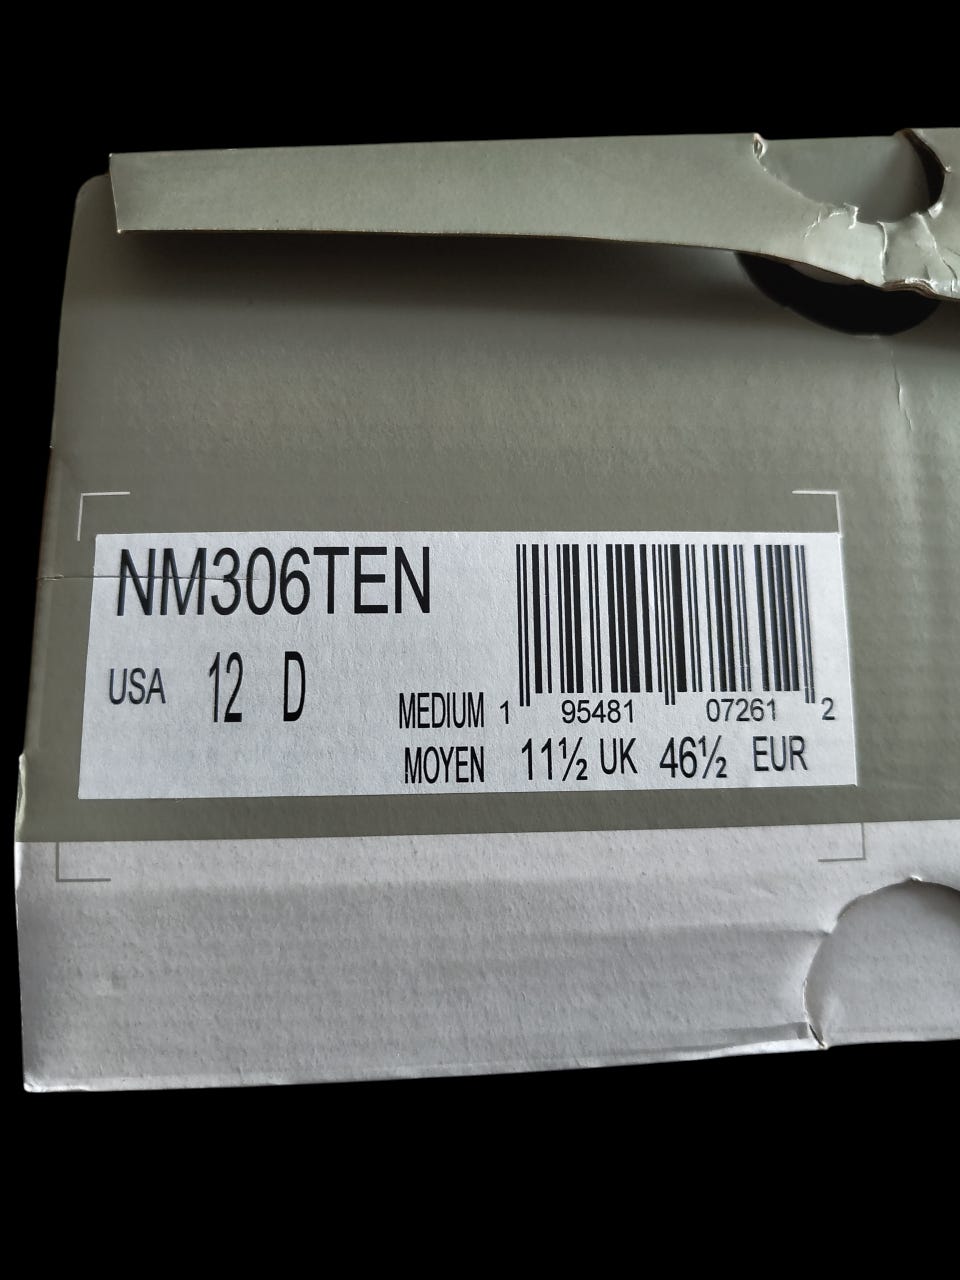 NM306TEN
USA 12 D
MEDIUM
MOYEN
1 95481 07261 2
11½ UK 46½ EUR